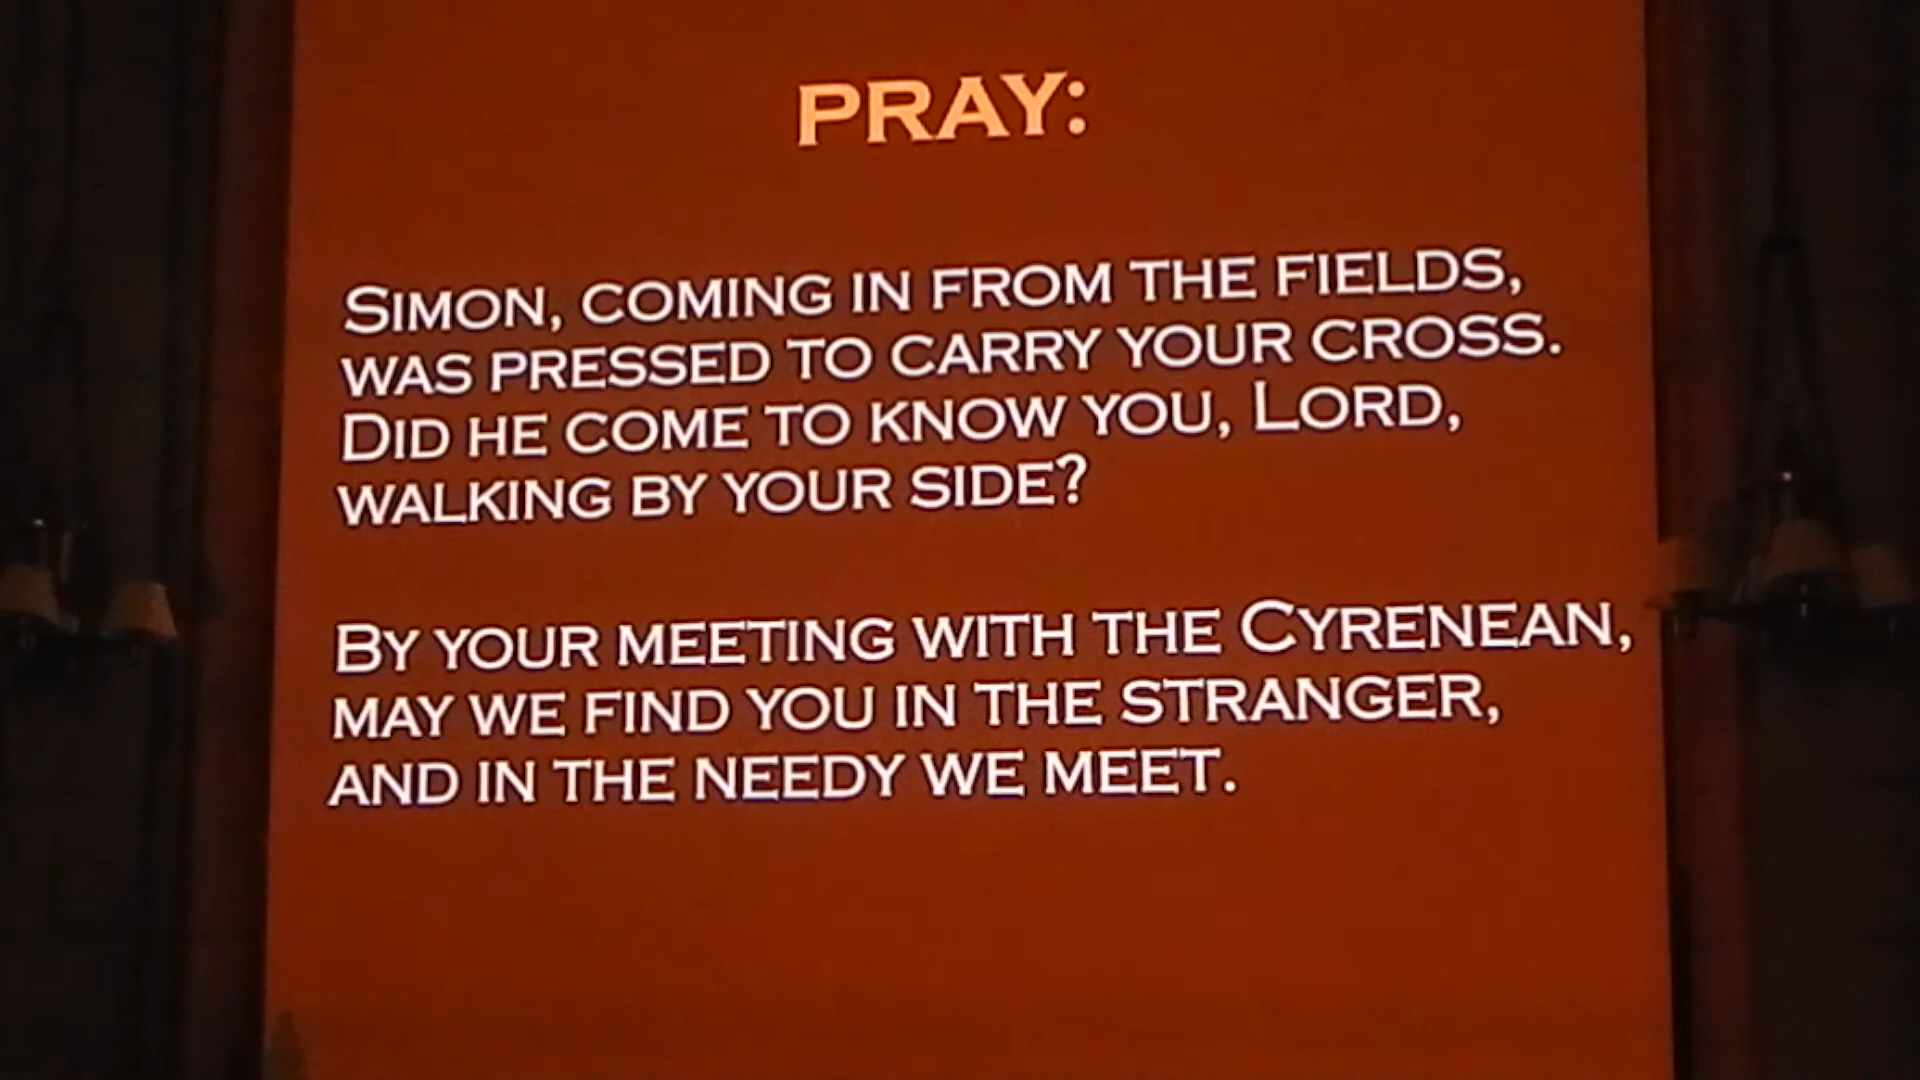 PRAY:
SIMON, COMING IN FROM THE FIELDS,
WAS PRESSED TO CARRY YOUR CROSS.
DID HE COME TO KNOW YOU, LORD,
WALKING BY YOUR SIDE?
BY YOUR MEETING WITH THE CYRENEAN,
MAY WE FIND YOU IN THE STRANGER,
AND IN THE NEEDY WE MEET.